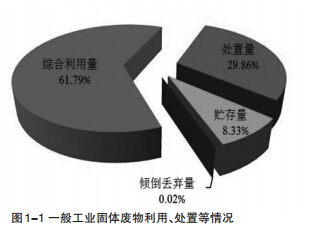 综合利用量
61.79%
处置量
29.86%
贮存量
8.33%
倾倒丢弃量
0.02%
图1-1 一般工业固体废物利用、处置等情况